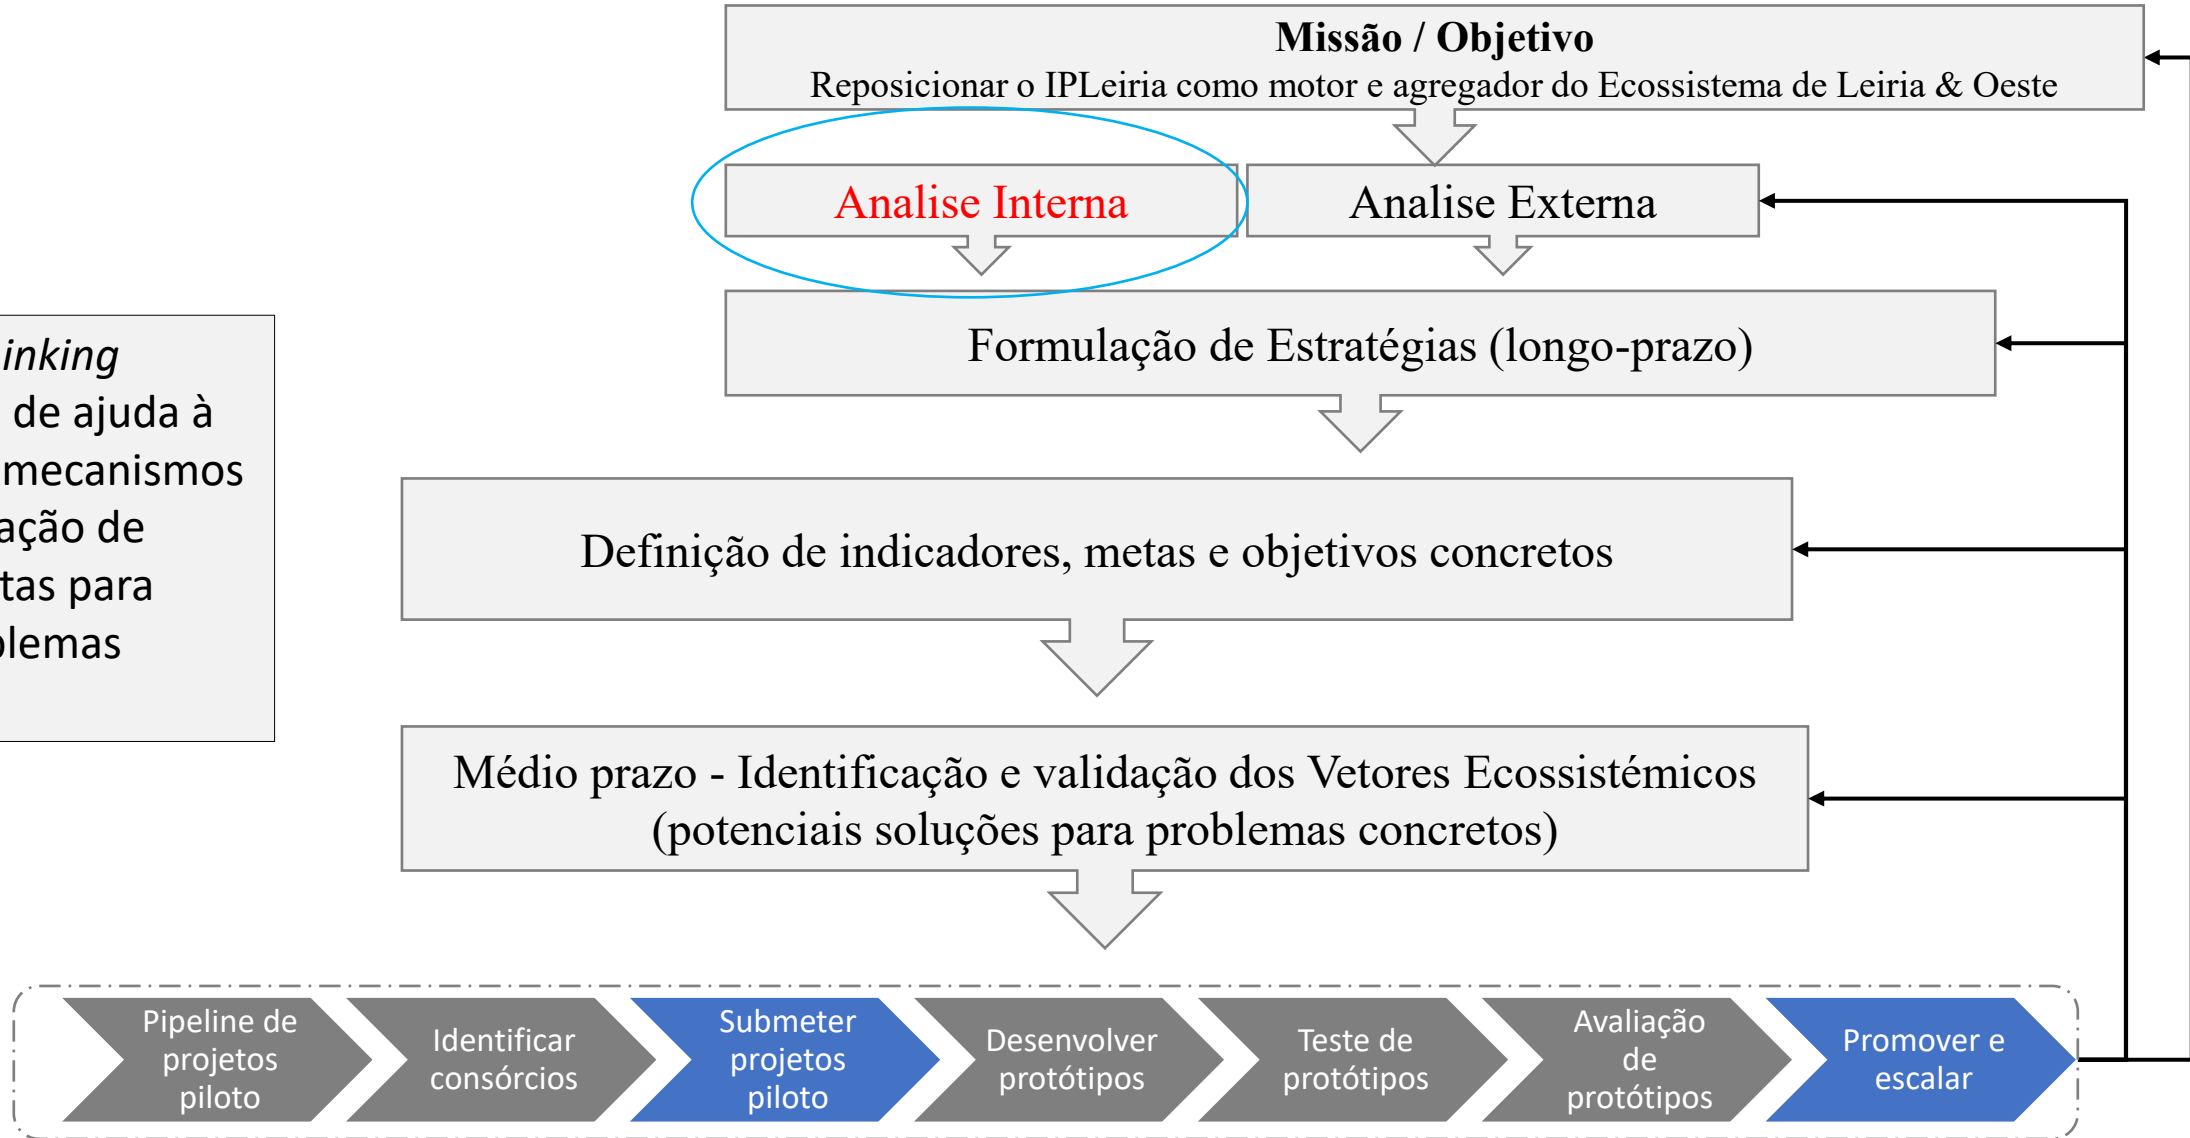 Missão / Objetivo
Reposicionar o IPLeiria como motor e agregador do Ecossistema de Leiria & Oeste
Analise Interna
Analise Externa
Formulação de Estratégias (longo-prazo)
inking
de ajuda à
mecanismos
ação de
tas para
blemas
Definição de indicadores, metas e objetivos concretos
Médio prazo - Identificação e validação dos Vetores Ecossistémicos
(potenciais soluções para problemas concretos)
Pipeline de
projetos
piloto
Identificar
consórcios
Submeter
projetos
piloto
Desenvolver
protótipos
Teste de
protótipos
Avaliação
de
protótipos
Promover e
escalar